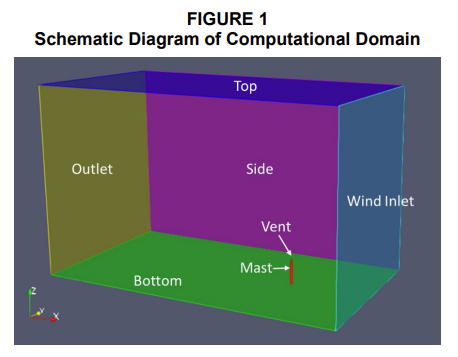 FIGURE 1
Schematic Diagram of Computational Domain
Top
Outlet
Side
Wind Inlet
Vent
Mast
Bottom
Z
Y
X